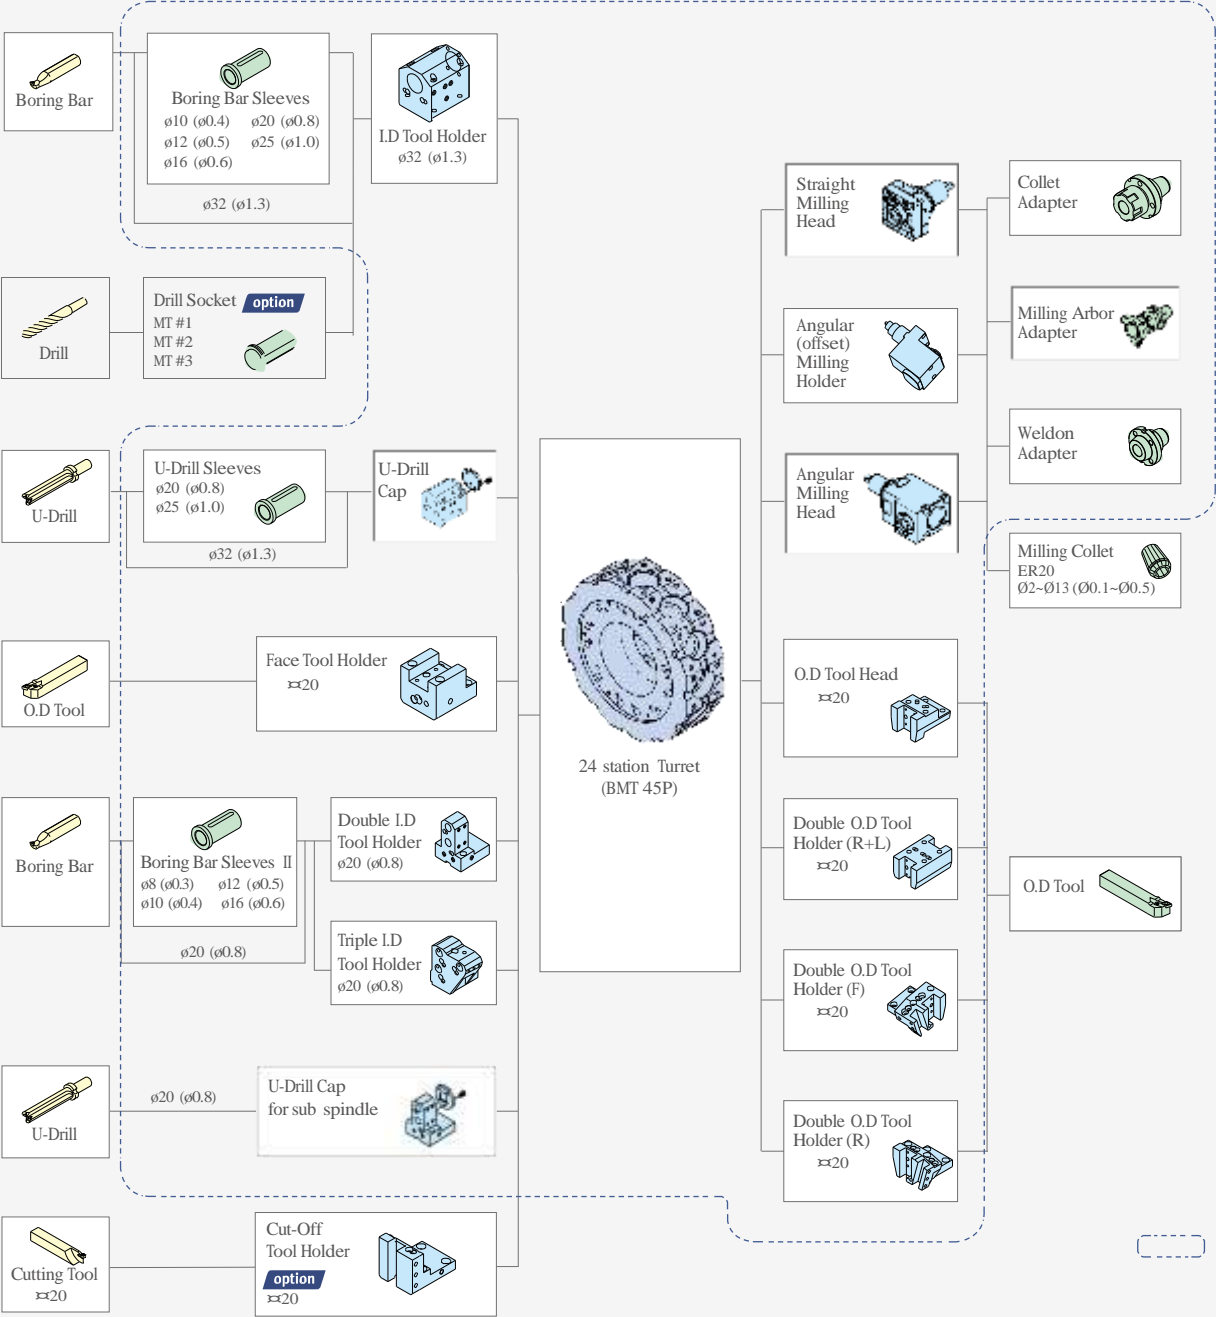 Boring Bar
Boring Bar Sleeves
ø10 (ø0.4) ø20 (ø0.8)
ø12 (ø0.5) ø25 (ø1.0)
ø16 (ø0.6)
ø32 (ø1.3)
I.D Tool Holder
ø32 (ø1.3)
Drill
Drill Socket option
MT #1
MT #2
MT #3
U-Drill
U-Drill Sleeves
ø20 (ø0.8)
ø25 (ø1.0)
ø32 (ø1.3)
U-Drill
Cap
O.D Tool
Face Tool Holder
¤20
Boring Bar
Boring Bar Sleeves II
ø8 (ø0.3) ø12 (ø0.5)
ø10 (ø0.4) ø16 (ø0.6)
ø20 (ø0.8)
Double I.D
Tool Holder
ø20 (ø0.8)
Triple I.D
Tool Holder
ø20 (ø0.8)
U-Drill
ø20 (ø0.8)
U-Drill Cap
for sub spindle
Cutting Tool
¤20
Cut-Off
Tool Holder
option
¤20
24 station Turret
(BMT 45P)
Straight
Milling
Head
Angular
(offset)
Milling
Holder
Angular
Milling
Head
Collet
Adapter
Milling Arbor
Adapter
Weldon
Adapter
Milling Collet
ER20
Ø2~Ø13 (Ø0.1~Ø0.5)
O.D Tool Head
¤20
Double O.D Tool
Holder (R+L)
¤20
Double O.D Tool
Holder (F)
¤20
Double O.D Tool
Holder (R)
¤20
O.D Tool